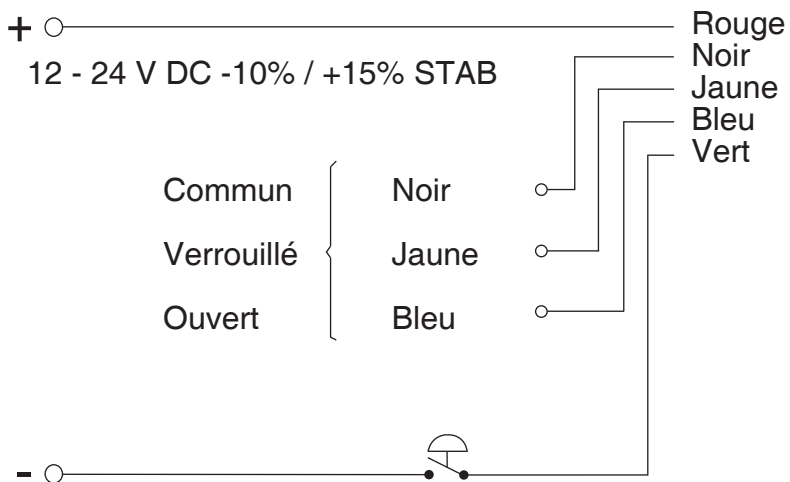 + Rouge
12 - 24 V DC -10% / +15% STAB
Noir
Jaune
Bleu
Vert
Commun Noir
Verrouillé Jaune
Ouvert Bleu
-